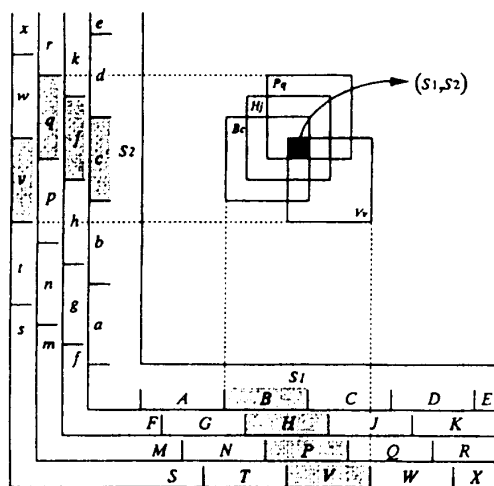 x
e
r
k
d
(S1,S2)
Pq
w
Hj
q
Bc
j
S2
c
v
p
Vv
h
b
t
n
g
s
a
m
f
S1
A B C D E
F G H J K
M N P Q R
S T V W X